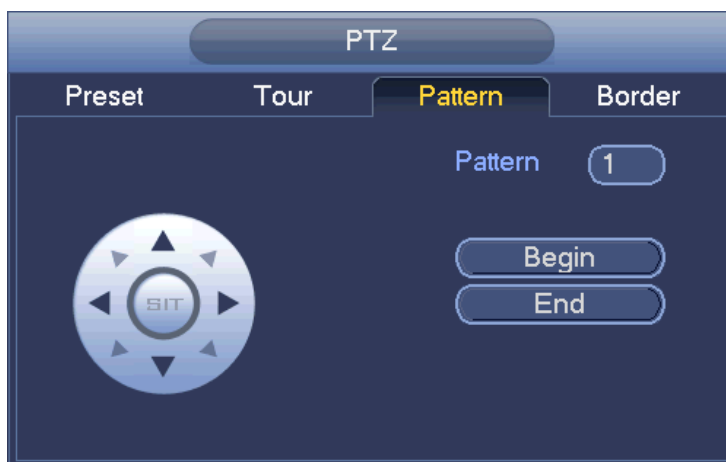 PTZ
Preset Tour Pattern Border
Pattern 1
SIT
Begin
End